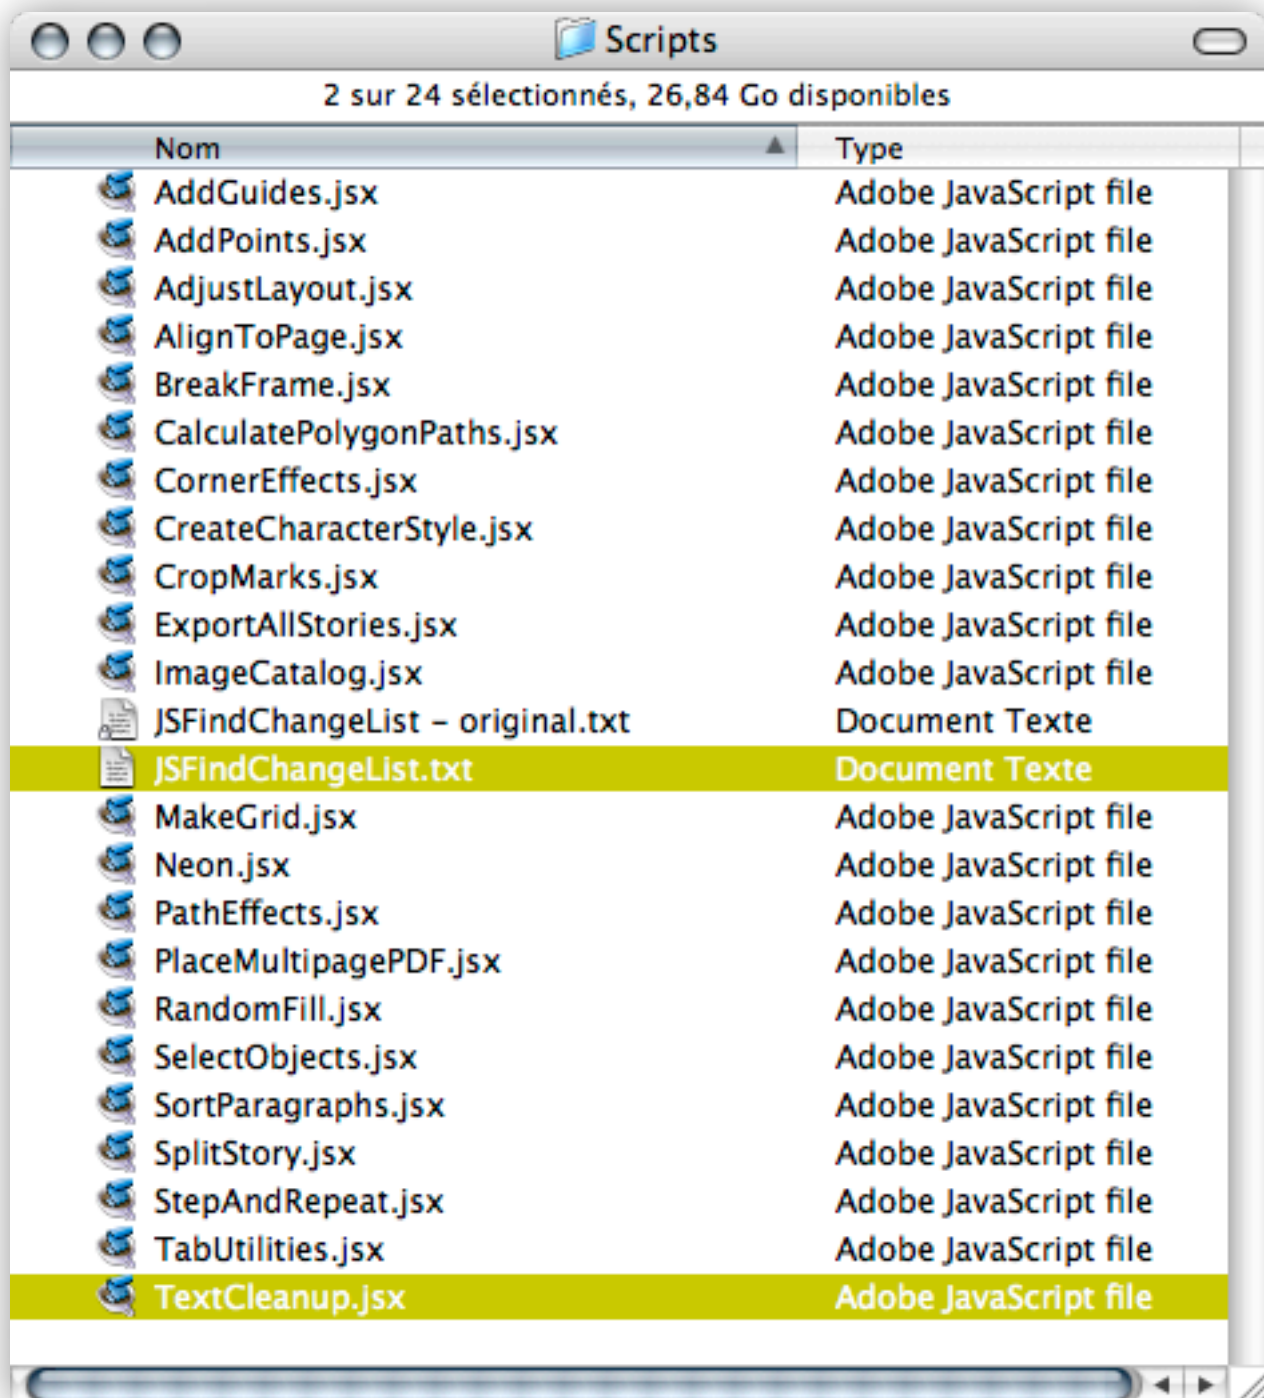 Scripts
2 sur 24 sélectionnés, 26,84 Go disponibles
Nom Type
AddGuides.jsx Adobe JavaScript file
AddPoints.jsx Adobe JavaScript file
AdjustLayout.jsx Adobe JavaScript file
AlignToPage.jsx Adobe JavaScript file
BreakFrame.jsx Adobe JavaScript file
CalculatePolygonPaths.jsx Adobe JavaScript file
CornerEffects.jsx Adobe JavaScript file
CreateCharacterStyle.jsx Adobe JavaScript file
CropMarks.jsx Adobe JavaScript file
ExportAllStories.jsx Adobe JavaScript file
ImageCatalog.jsx Adobe JavaScript file
JSFindChangeList – original.txt Document Texte
JSFindChangeList.txt Document Texte
MakeGrid.jsx Adobe JavaScript file
Neon.jsx Adobe JavaScript file
PathEffects.jsx Adobe JavaScript file
PlaceMultipagePDF.jsx Adobe JavaScript file
RandomFill.jsx Adobe JavaScript file
SelectObjects.jsx Adobe JavaScript file
SortParagraphs.jsx Adobe JavaScript file
SplitStory.jsx Adobe JavaScript file
StepAndRepeat.jsx Adobe JavaScript file
TabUtilities.jsx Adobe JavaScript file
TextCleanup.jsx Adobe JavaScript file